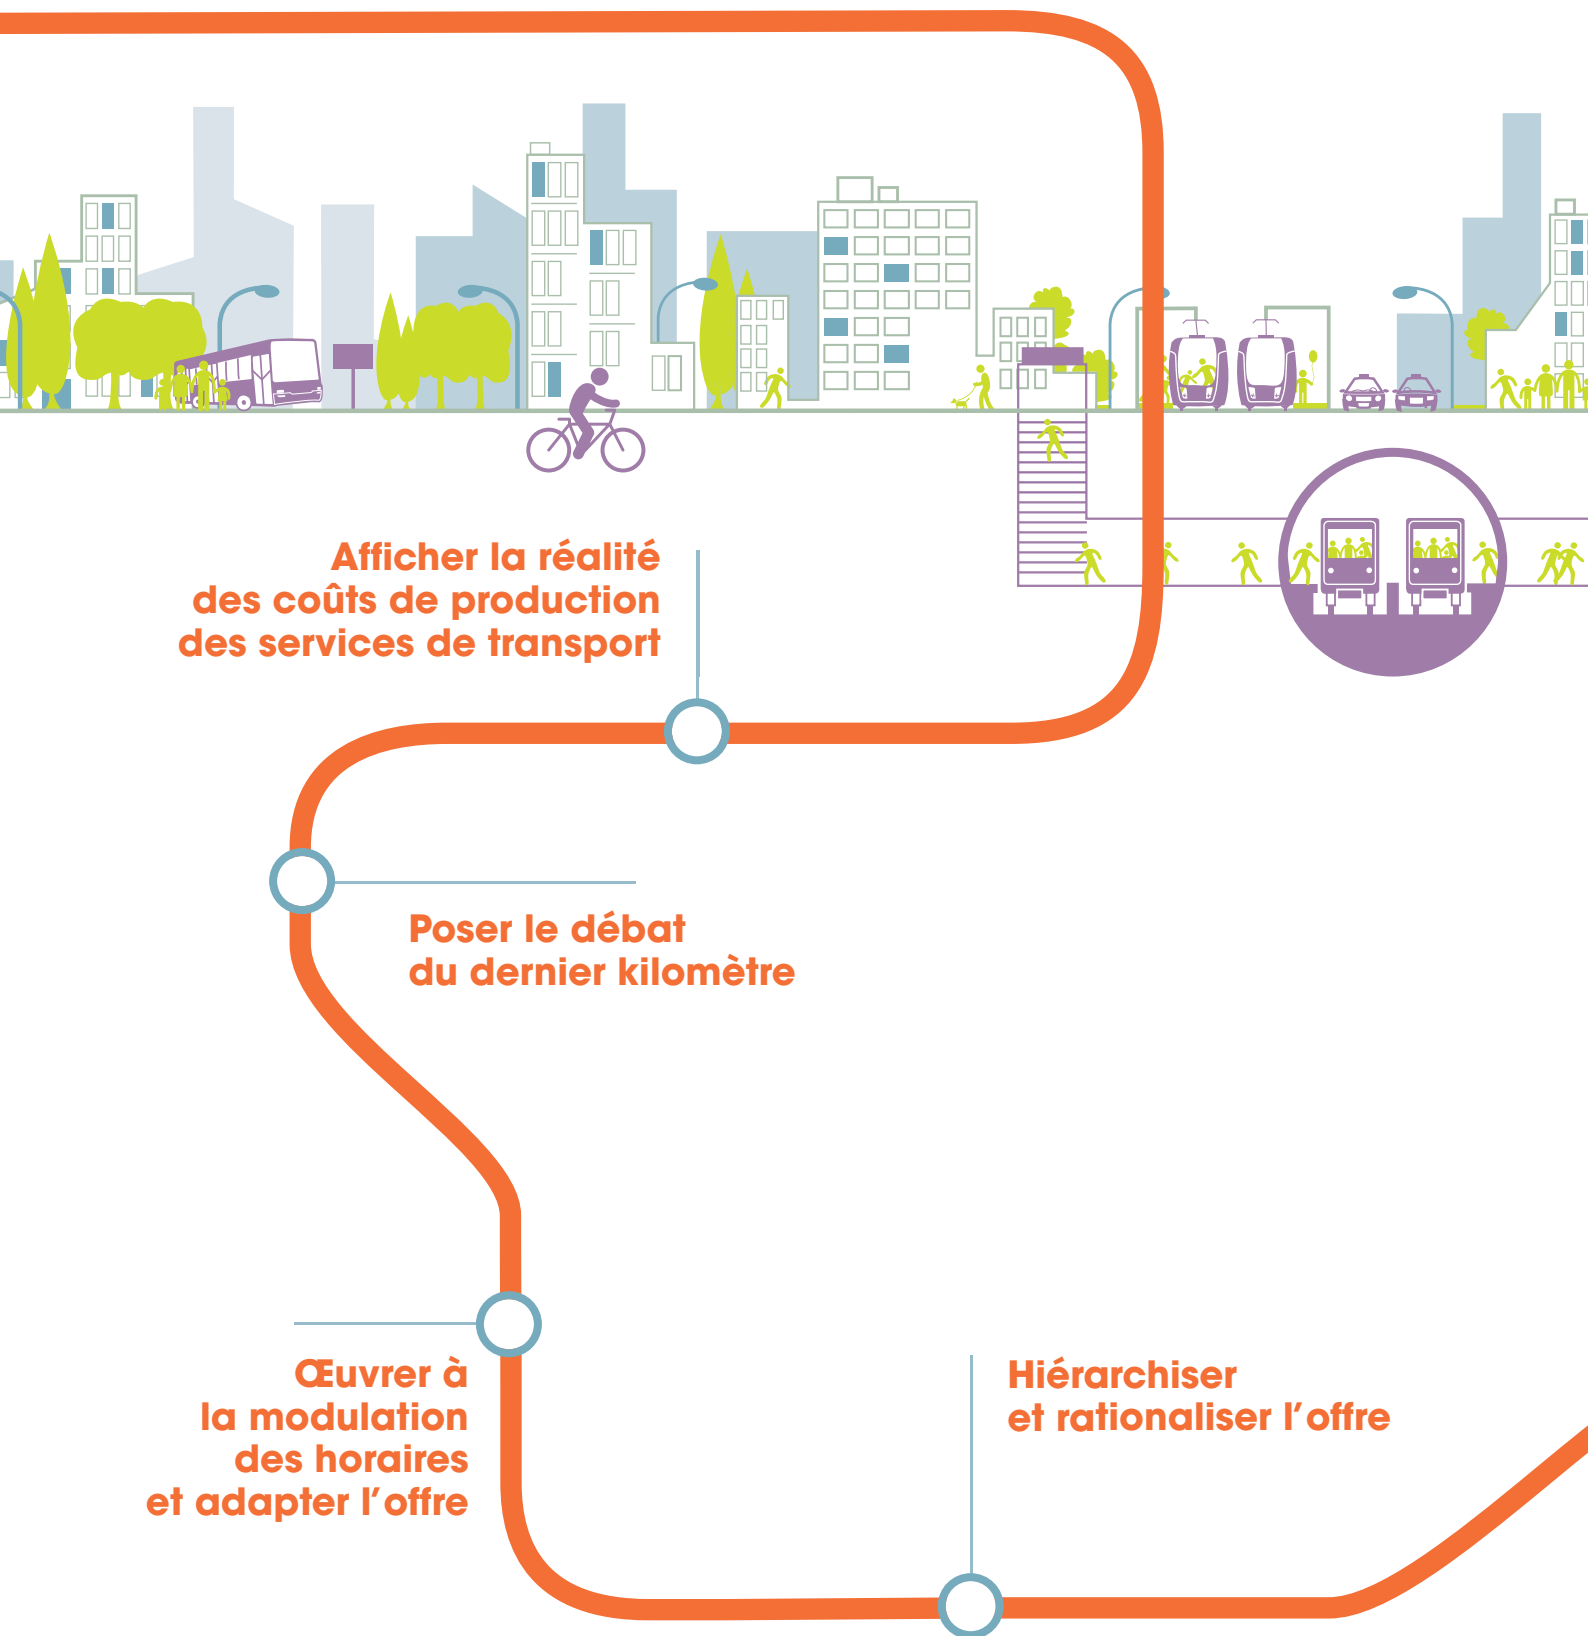 Afficher la réalité
des coûts de production
des services de transport
Poser le débat
du dernier kilomètre
Œuvrer à
la modulation
des horaires
et adapter l’offre
Hiérarchiser
et rationaliser l’offre